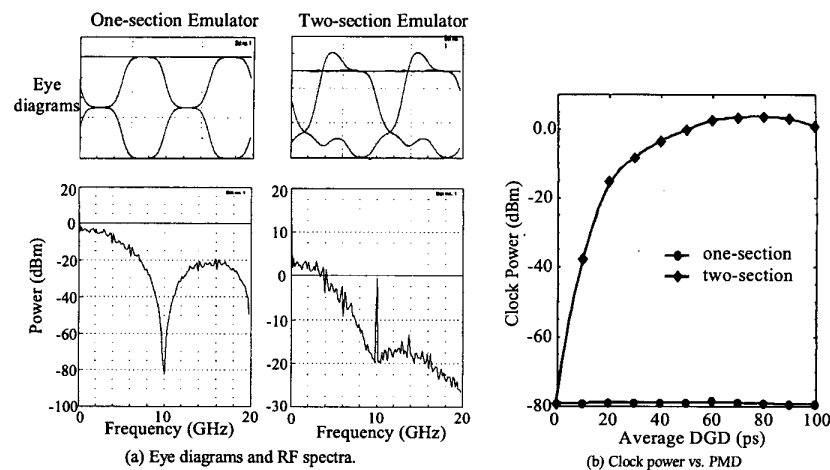 One-section Emulator Two-section Emulator
Eye
diagrams
20
0
-20
-40
-60
-80
-100
Power (dBm)
0 10 20
Frequency (GHz)
20
10
0
-10
-20
-30
0 10 20
Frequency (GHz)
(a) Eye diagrams and RF spectra.
0.0
-20
-40
-60
-80
Clock Power (dBm)
one-section
two-section
0 20 40 60 80 100
Average DGD (ps)
(b) Clock power vs. PMD